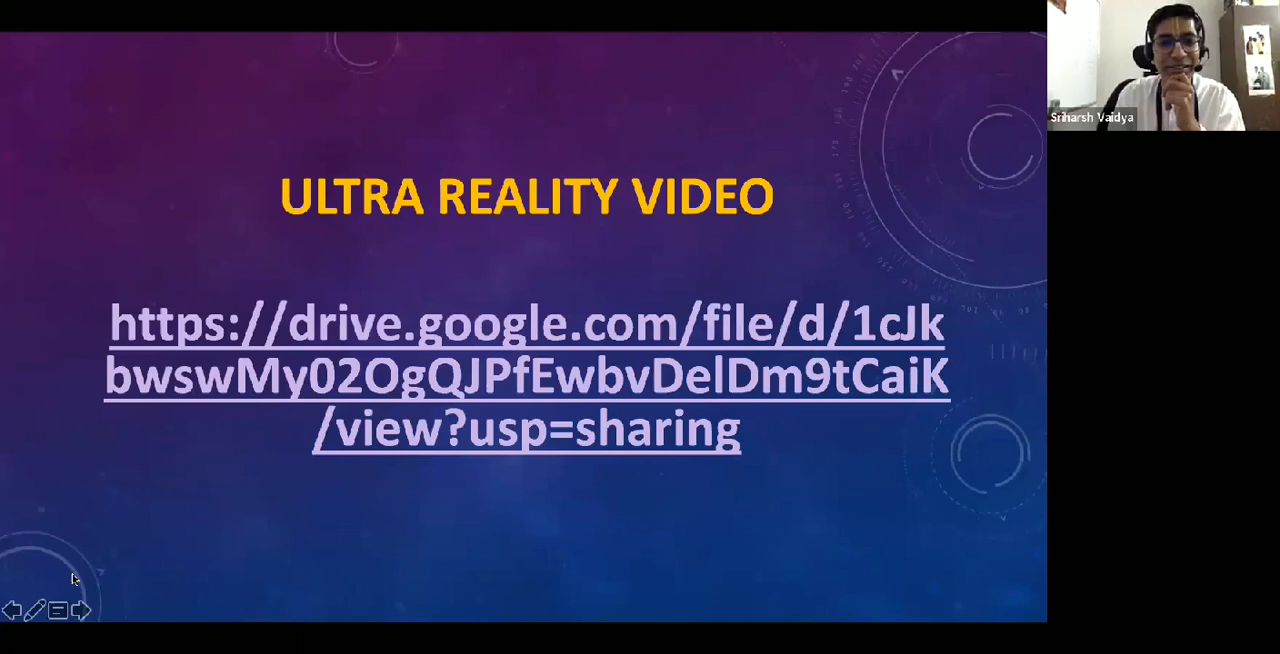 ULTRA REALITY VIDEO
https://drive.google.com/file/d/1cJk
bwswMy02OgQJPfEwbvDelDm9tCaiK
/view?usp=sharing
Sriharsh Vaidya